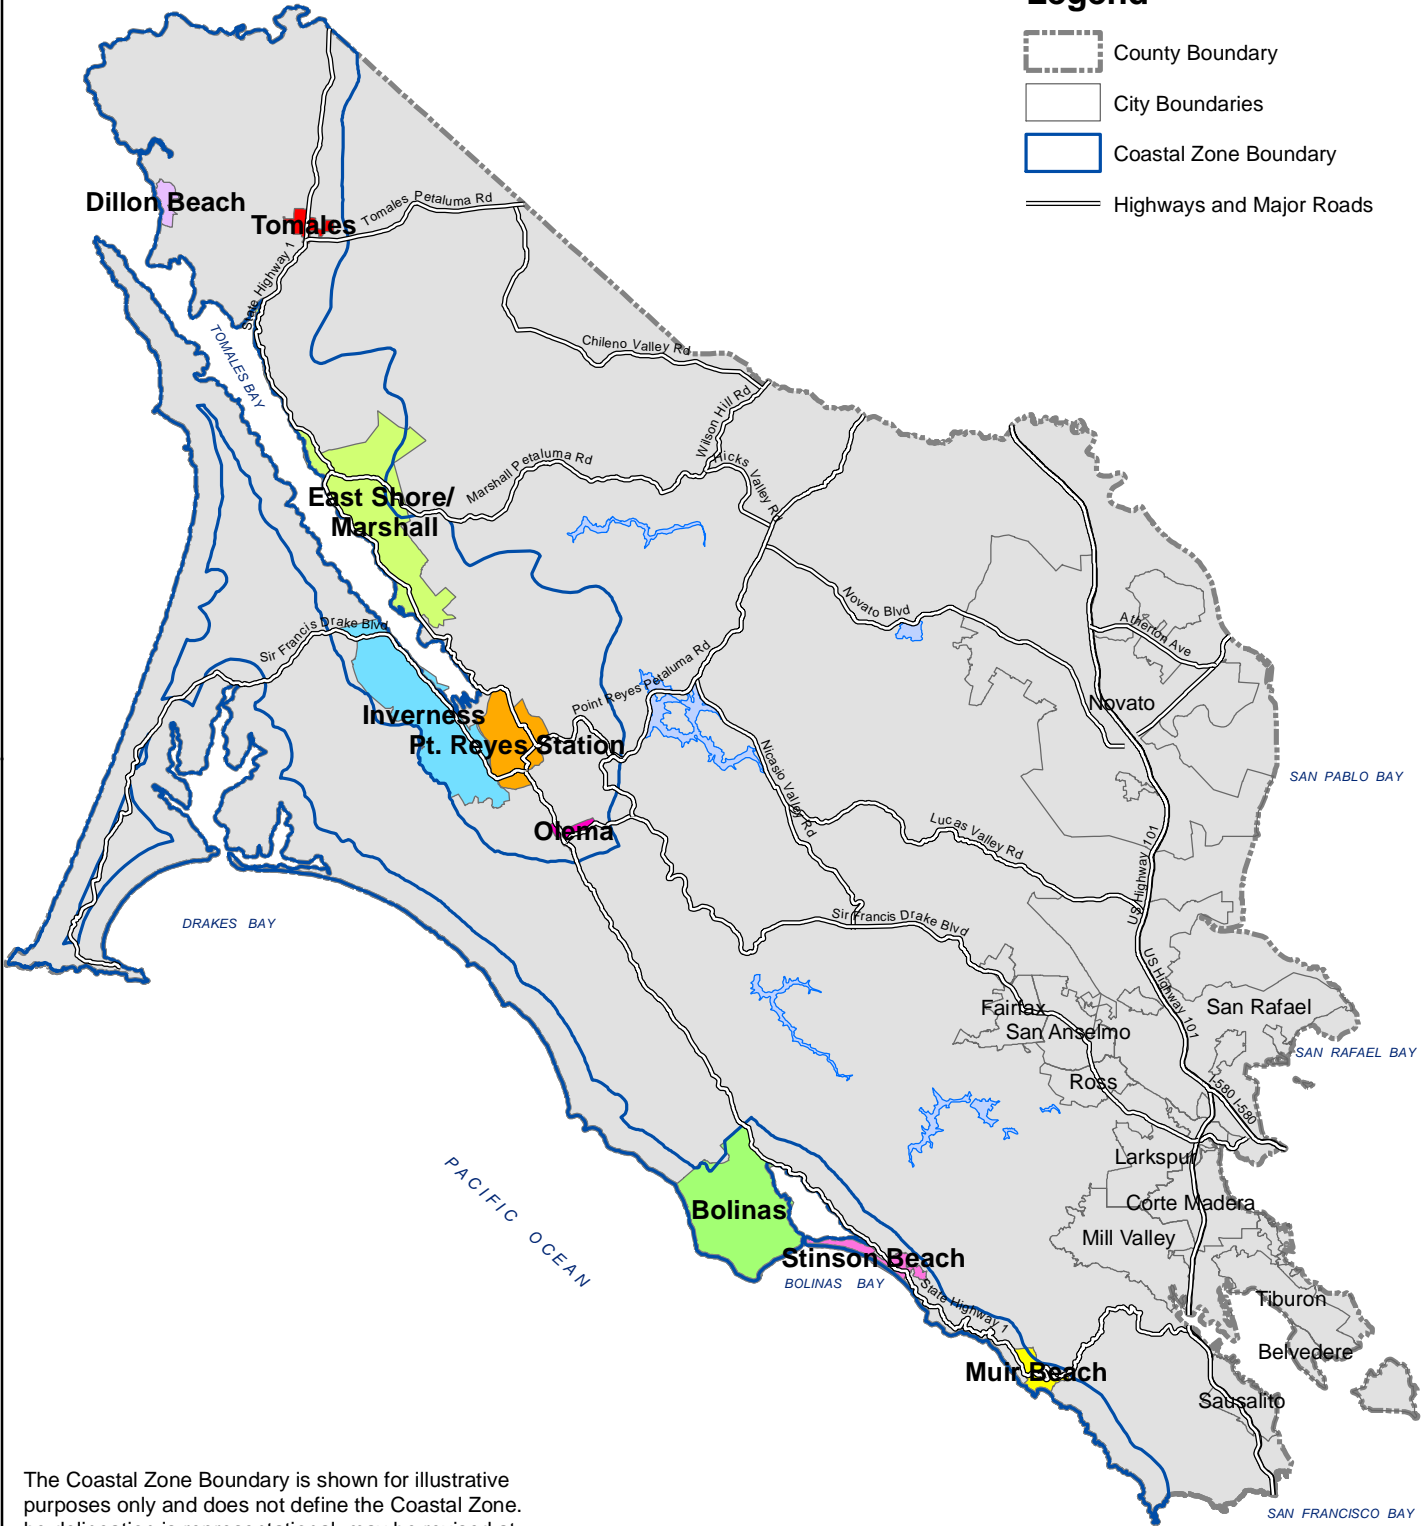 Legend
County Boundary
City Boundaries
Coastal Zone Boundary
Highways and Major Roads
Dillon Beach
Tomales
Tomales Petaluma Rd
State Highway 1
TOMALES BAY
Chileno Valley Rd
Wilson Hill Rd
Hicks Valley Rd
Marshall Petaluma Rd
East Shore/
Marshall
Novato Blvd
Atherton Ave
Sir Francis Drake Blvd
Point Reyes Petaluma Rd
Novato
Inverness
Pt. Reyes Station
Nicasio Valley Rd
SAN PABLO BAY
Olema
Lucas Valley Rd
US Highway 101
DRAKES BAY
Sir Francis Drake Blvd
US Highway 101
Fairfax
San Rafael
San Anselmo
SAN RAFAEL BAY
Ross
I-580 I-580
Larkspur
PACIFIC OCEAN
Bolinas
Corte Madera
Mill Valley
Stinson Beach
BOLINAS BAY
State Highway 1
Tiburon
Belvedere
Muir Beach
Sausalito
The Coastal Zone Boundary is shown for illustrative
purposes only and does not define the Coastal Zone.
SAN FRANCISCO BAY